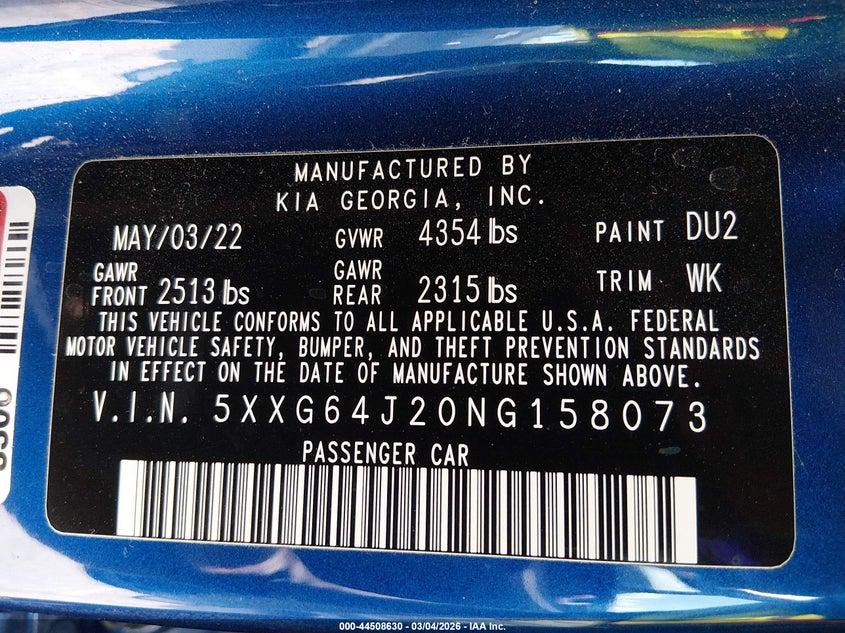 MANUFACTURED BY
KIA GEORGIA, INC.
MAY/03/22 GVWR 4354 lbs PAINT DU2
GAWR FRONT 2513 lbs GAWR REAR 2315 lbs TRIM WK
THIS VEHICLE CONFORMS TO ALL APPLICABLE U.S.A. FEDERAL
MOTOR VEHICLE SAFETY, BUMPER, AND THEFT PREVENTION STANDARDS
IN EFFECT ON THE DATE OF MANUFACTURE SHOWN ABOVE.
V.I.N. 5XXG64J20NG158073
PASSENGER CAR
000-44508630 - 03/04/2026 - IAA Inc.